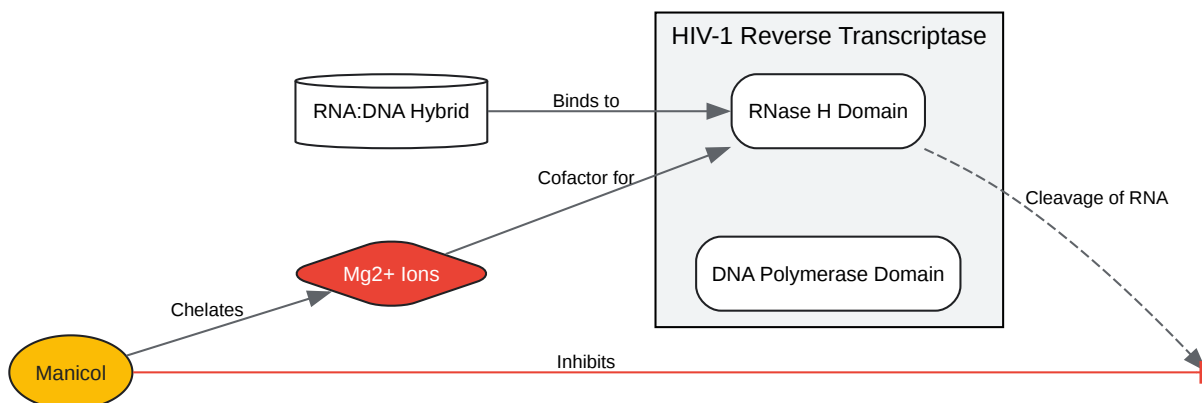 HIV-1 Reverse Transcriptase
RNA:DNA Hybrid
Binds to
RNase H Domain
Cofactor for
Cleavage of RNA
Mg2+ Ions
DNA Polymerase Domain
Chelates
Manicol
Inhibits